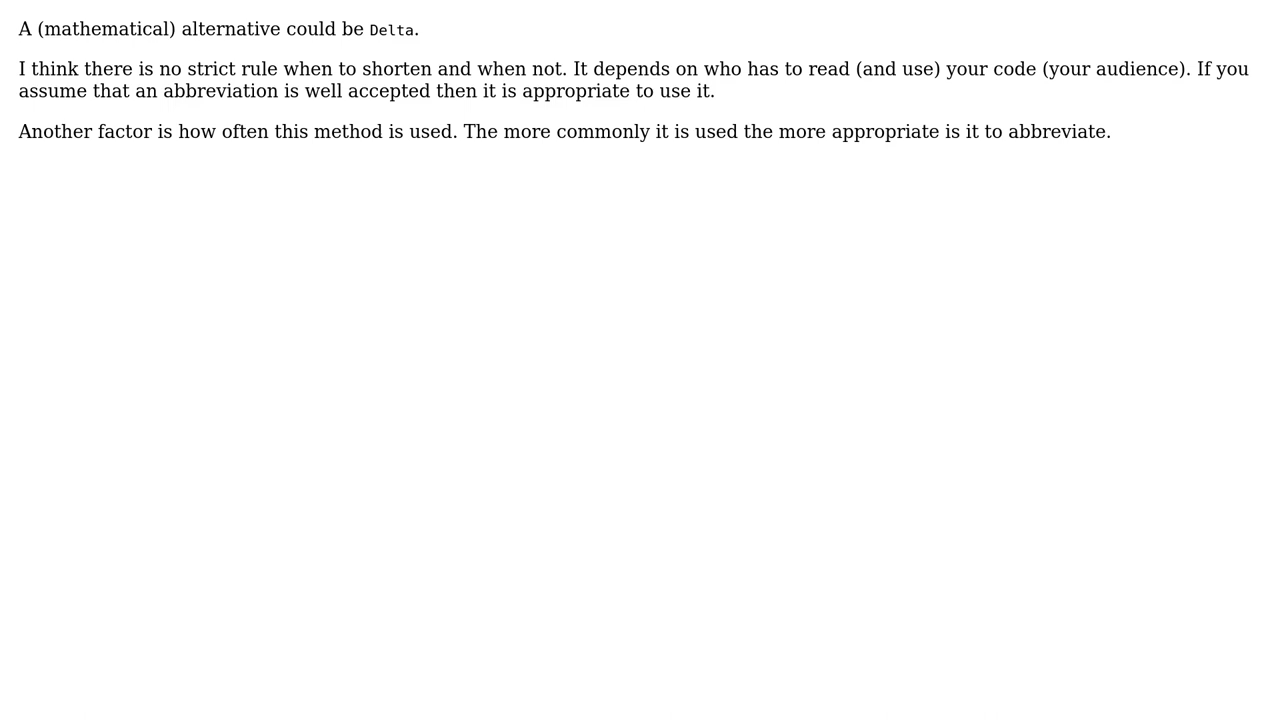 A (mathematical) alternative could be Delta.
I think there is no strict rule when to shorten and when not. It depends on who has to read (and use) your code (your audience). If you
assume that an abbreviation is well accepted then it is appropriate to use it.
Another factor is how often this method is used. The more commonly it is used the more appropriate is it to abbreviate.